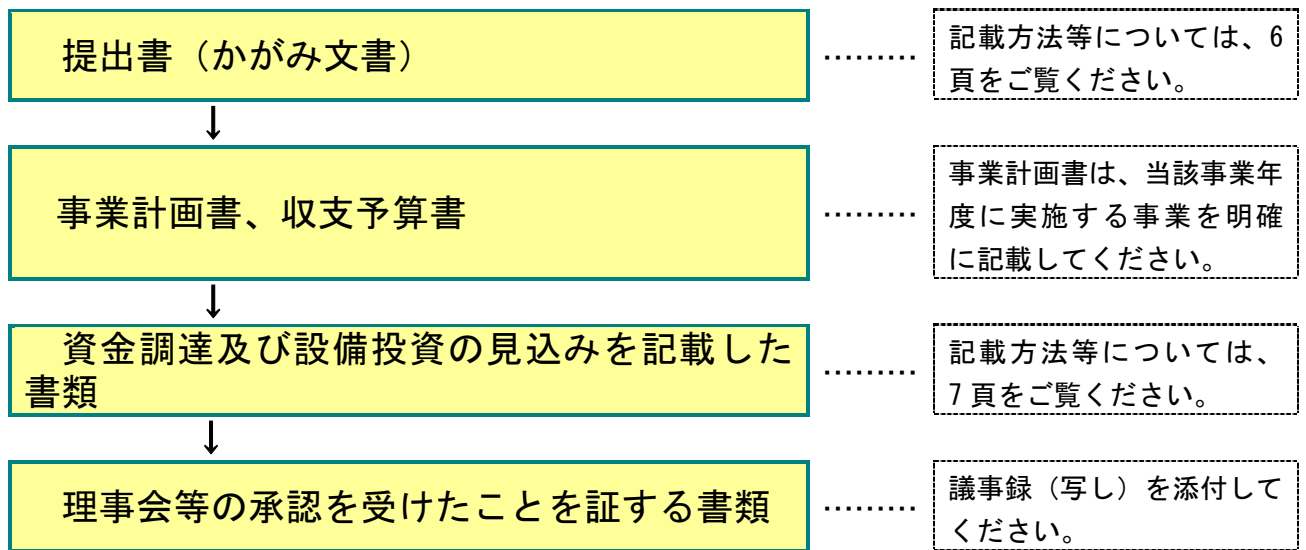 提出書（かがみ文書）
………
記載方法等については、6
頁をご覧ください。
↓
事業計画書、収支予算書
………
事業計画書は、当該事業年
度に実施する事業を明確
に記載してください。
↓
資金調達及び設備投資の見込みを記載した
書類
………
記載方法等については、
7頁をご覧ください。
↓
理事会等の承認を受けたことを証する書類
………
議事録（写し）を添付して
ください。